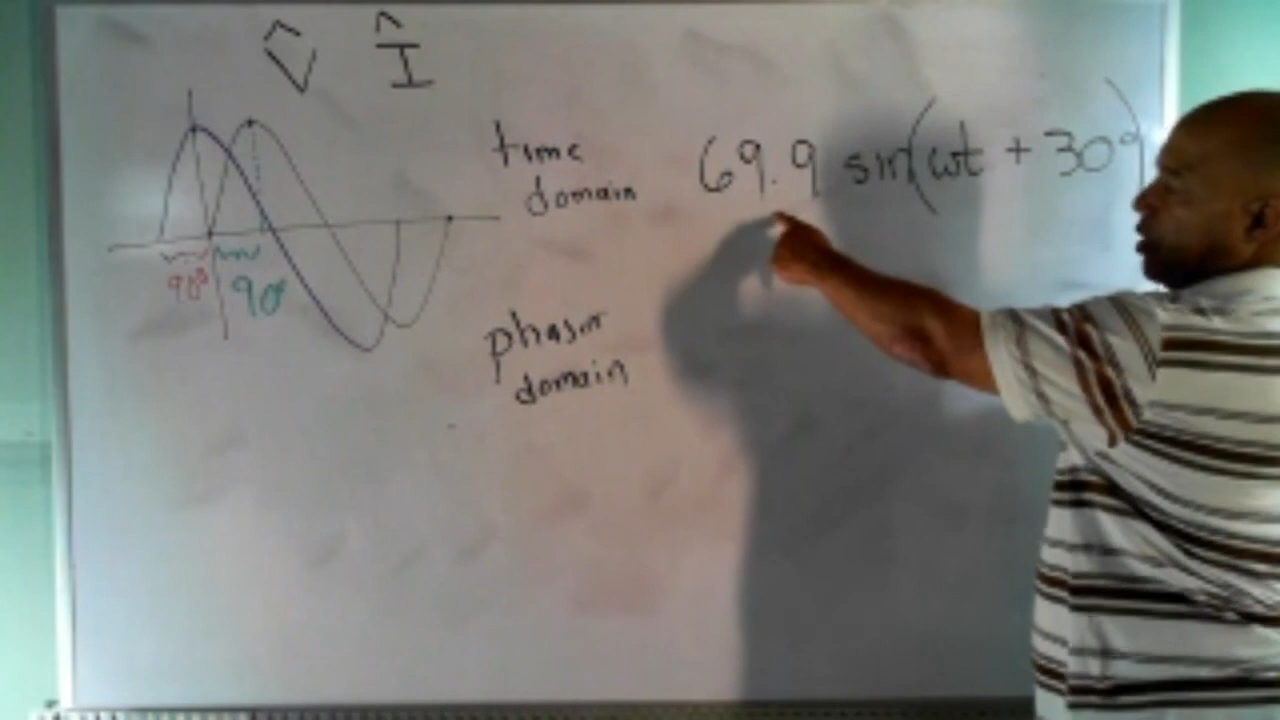 V̂ Î
time
domain
69.9 sin(ωt + 30°)
90° 90°
phasor
domain